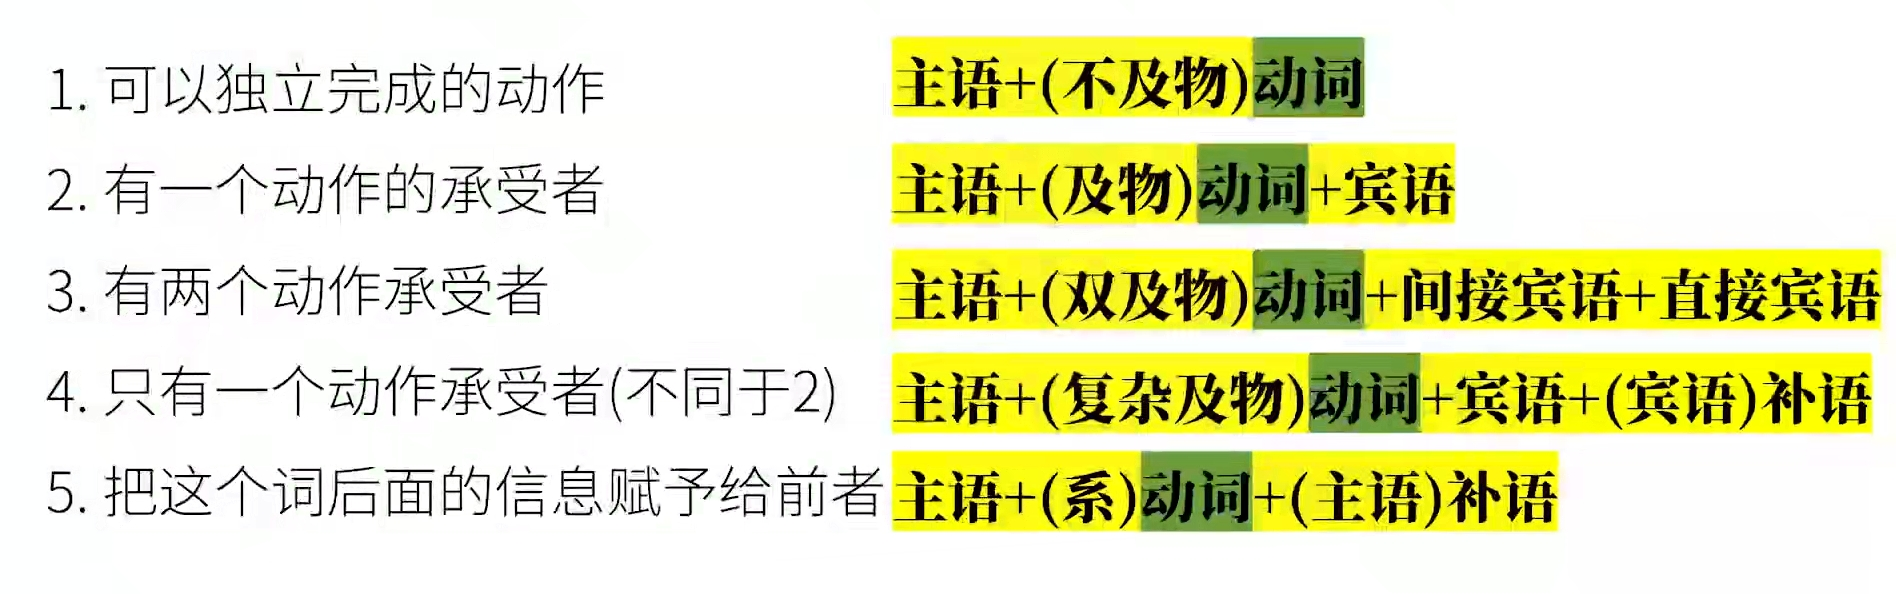 1. 可以独立完成的动作 主语+(不及物)动词
2. 有一个动作的承受者 主语+(及物)动词+宾语
3. 有两个动作承受者 主语+(双及物)动词+间接宾语+直接宾语
4. 只有一个动作承受者(不同于2) 主语+(复杂及物)动词+宾语+(宾语)补语
5. 把这个词后面的信息赋予给前者 主语+(系)动词+(主语)补语